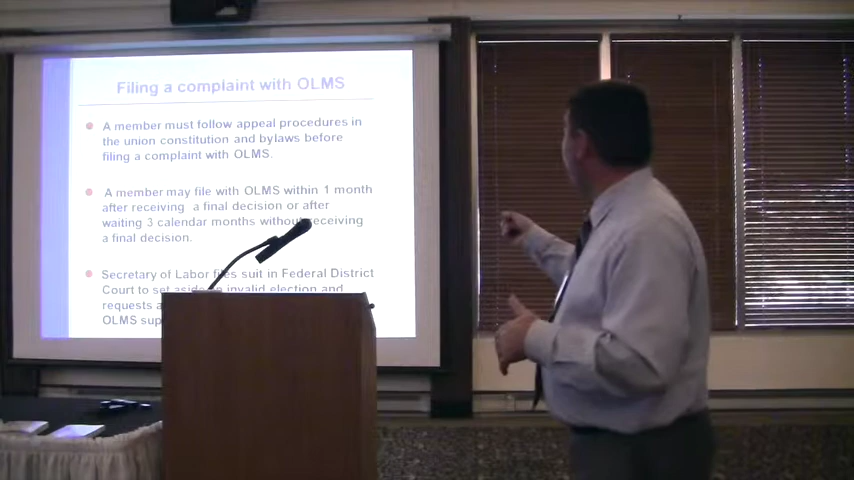 Filing a complaint with OLMS
A member must follow appeal procedures in
the union constitution and bylaws before
filing a complaint with OLMS.
A member may file with OLMS within 1 month
after receiving a final decision or after
waiting 3 calendar months without receiving
a final decision.
Secretary of Labor files suit in Federal District
Court to set aside invalid election and
requests
OLMS